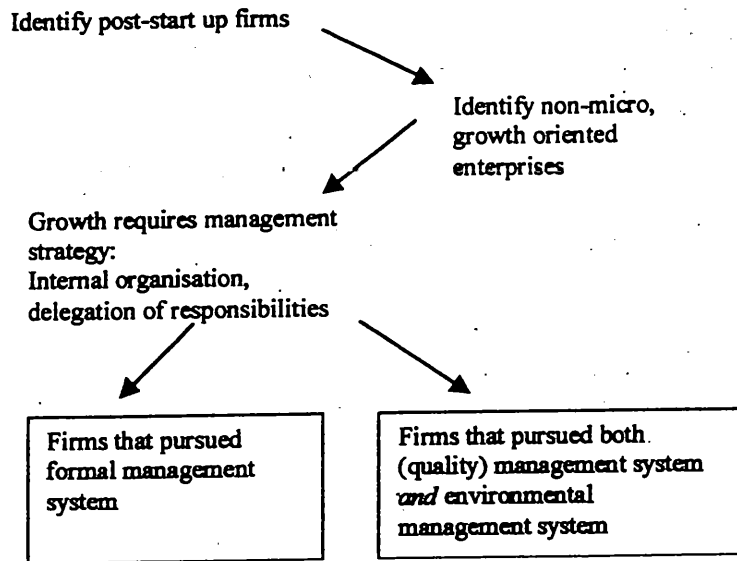 Identify post-start up firms
Identify non-micro,
growth oriented
enterprises
Growth requires management
strategy:
Internal organisation,
delegation of responsibilities
Firms that pursued
formal management
system
Firms that pursued both
(quality) management system
and environmental
management system